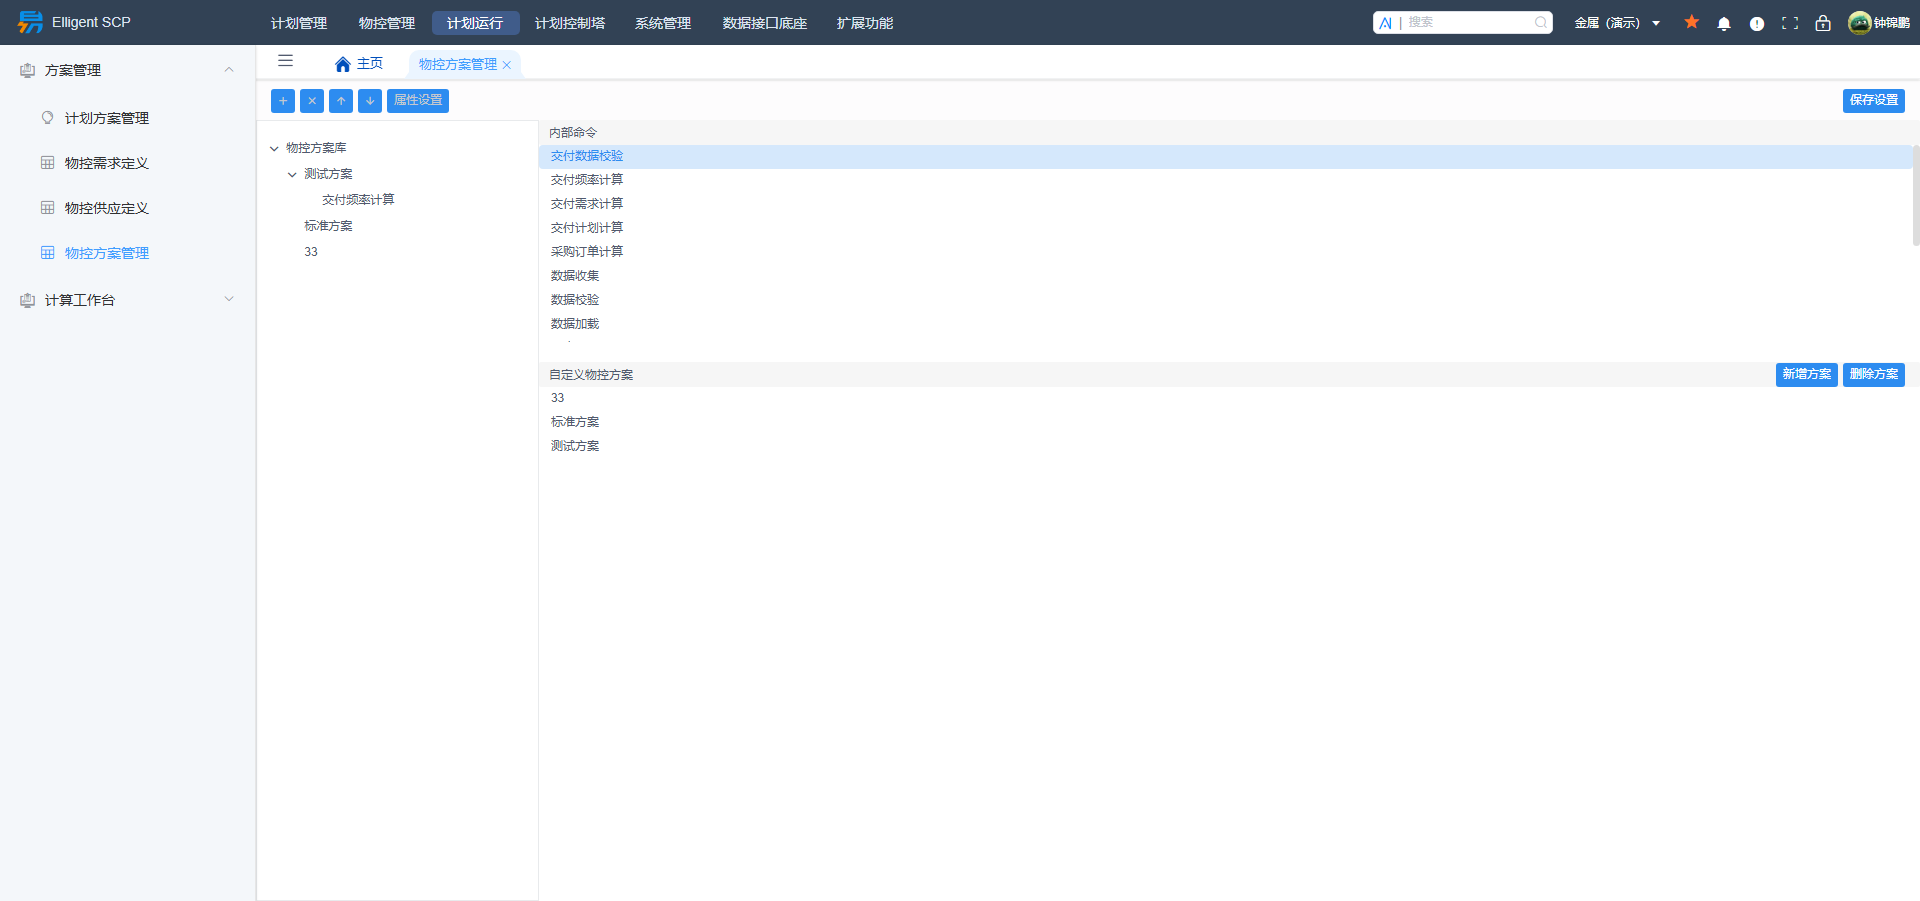 Elligent SCP
计划管理 物控管理 计划运行 计划控制塔 系统管理 数据接口底座 扩展功能
AI | 搜索
金属（演示）
钟锦鹏
方案管理
计划方案管理
物控需求定义
物控供应定义
物控方案管理
计算工作台
主页 物控方案管理
属性设置
保存设置
物控方案库
测试方案
交付频率计算
标准方案
33
内部命令
交付数据校验
交付频率计算
交付需求计算
交付计划计算
采购订单计算
数据收集
数据校验
数据加载
自定义物控方案
新增方案 删除方案
33
标准方案
测试方案